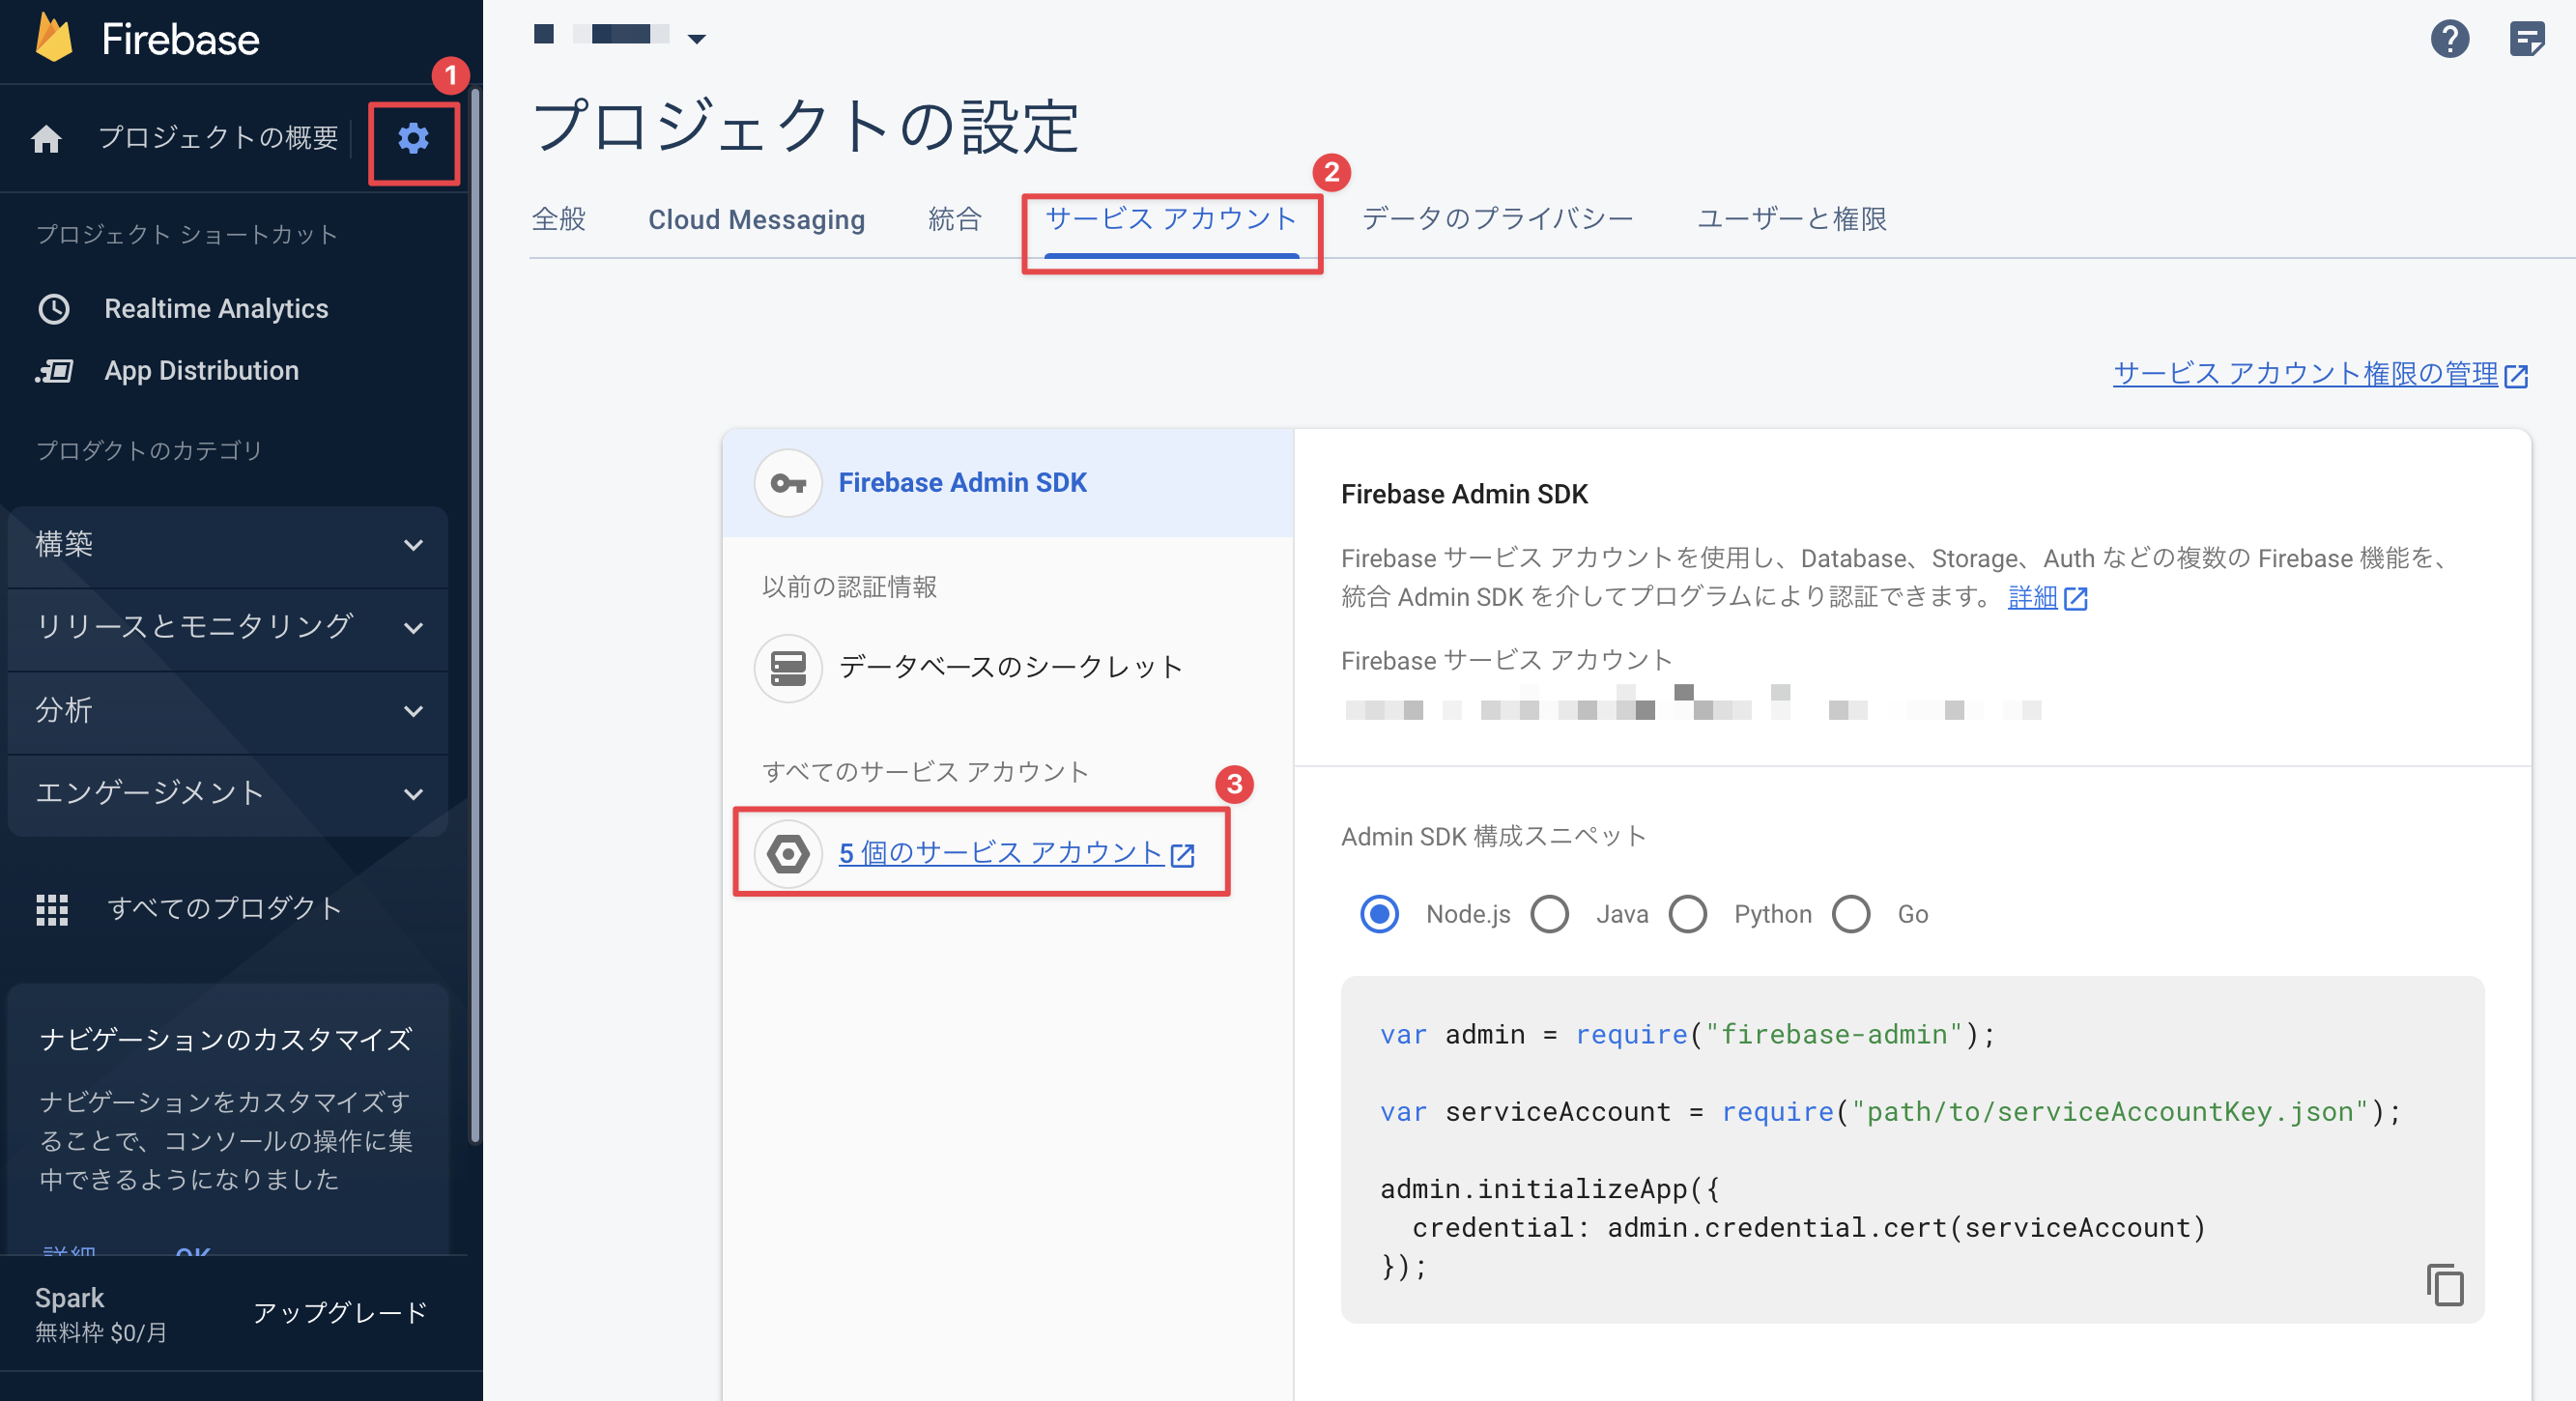 Firebase
1
プロジェクトの概要
プロジェクト ショートカット
Realtime Analytics
App Distribution
プロダクトのカテゴリ
構築
リリースとモニタリング
分析
エンゲージメント
すべてのプロダクト
ナビゲーションのカスタマイズ
ナビゲーションをカスタマイズす
ることで、コンソールの操作に集
中できるようになりました
詳細 OK
Spark
無料枠 $0/月
アップグレード
プロジェクトの設定
2
全般 Cloud Messaging 統合 サービス アカウント データのプライバシー ユーザーと権限
サービス アカウント権限の管理
Firebase Admin SDK
以前の認証情報
データベースのシークレット
すべてのサービス アカウント
3
5 個のサービス アカウント
Firebase Admin SDK
Firebase サービス アカウントを使用し、Database、Storage、Auth などの複数の Firebase 機能を、
統合 Admin SDK を介してプログラムにより認証できます。 詳細
Firebase サービス アカウント
Admin SDK 構成スニペット
Node.js Java Python Go
var admin = require("firebase-admin");
var serviceAccount = require("path/to/serviceAccountKey.json");
admin.initializeApp({
  credential: admin.credential.cert(serviceAccount)
});